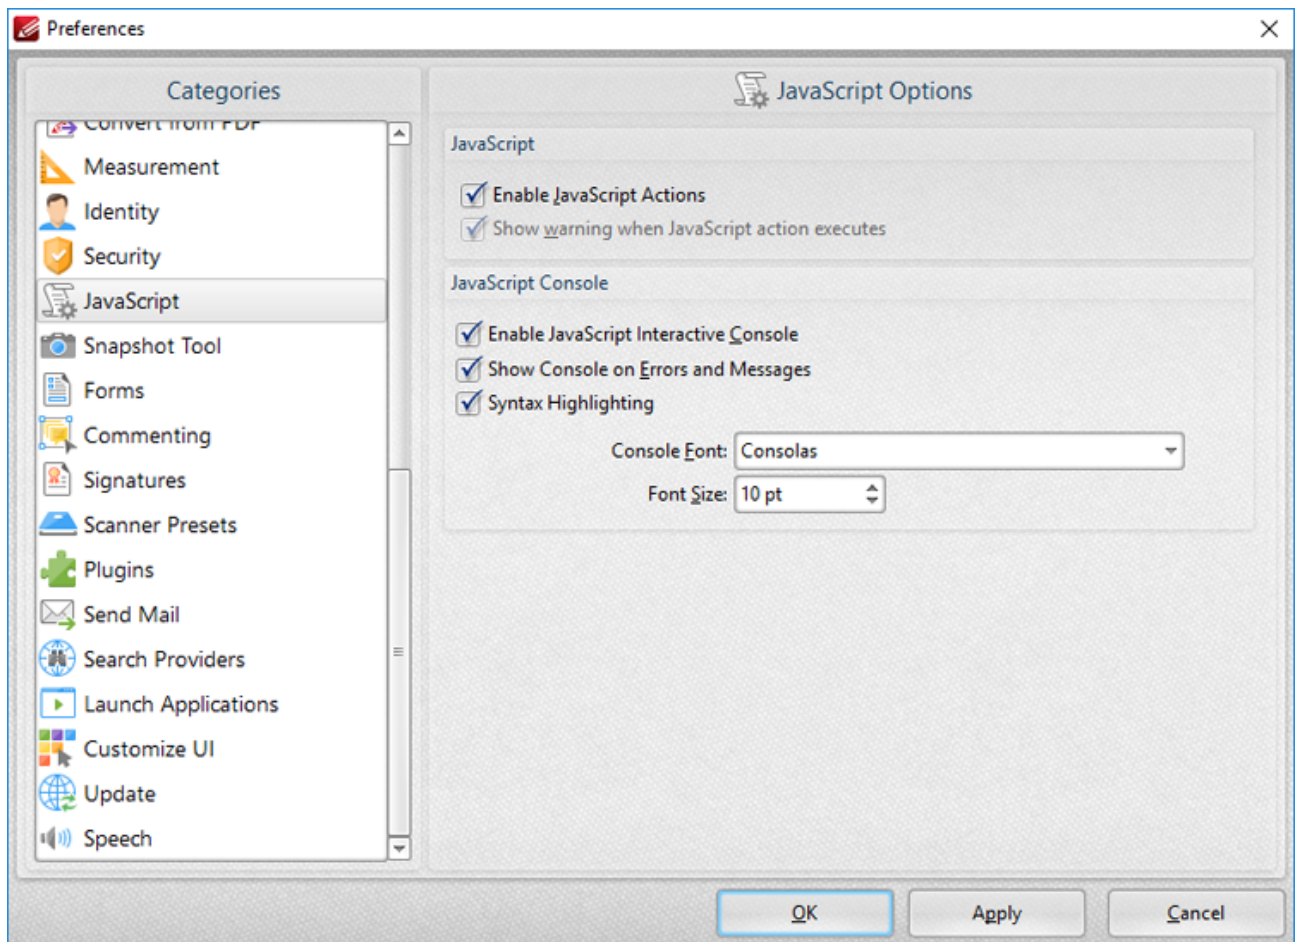 Preferences
Categories
Convert from PDF
Measurement
Identity
Security
JavaScript
Snapshot Tool
Forms
Commenting
Signatures
Scanner Presets
Plugins
Send Mail
Search Providers
Launch Applications
Customize UI
Update
Speech
JavaScript Options
JavaScript
Enable JavaScript Actions
Show warning when JavaScript action executes
JavaScript Console
Enable JavaScript Interactive Console
Show Console on Errors and Messages
Syntax Highlighting
Console Font: Consolas
Font Size: 10 pt
OK Apply Cancel